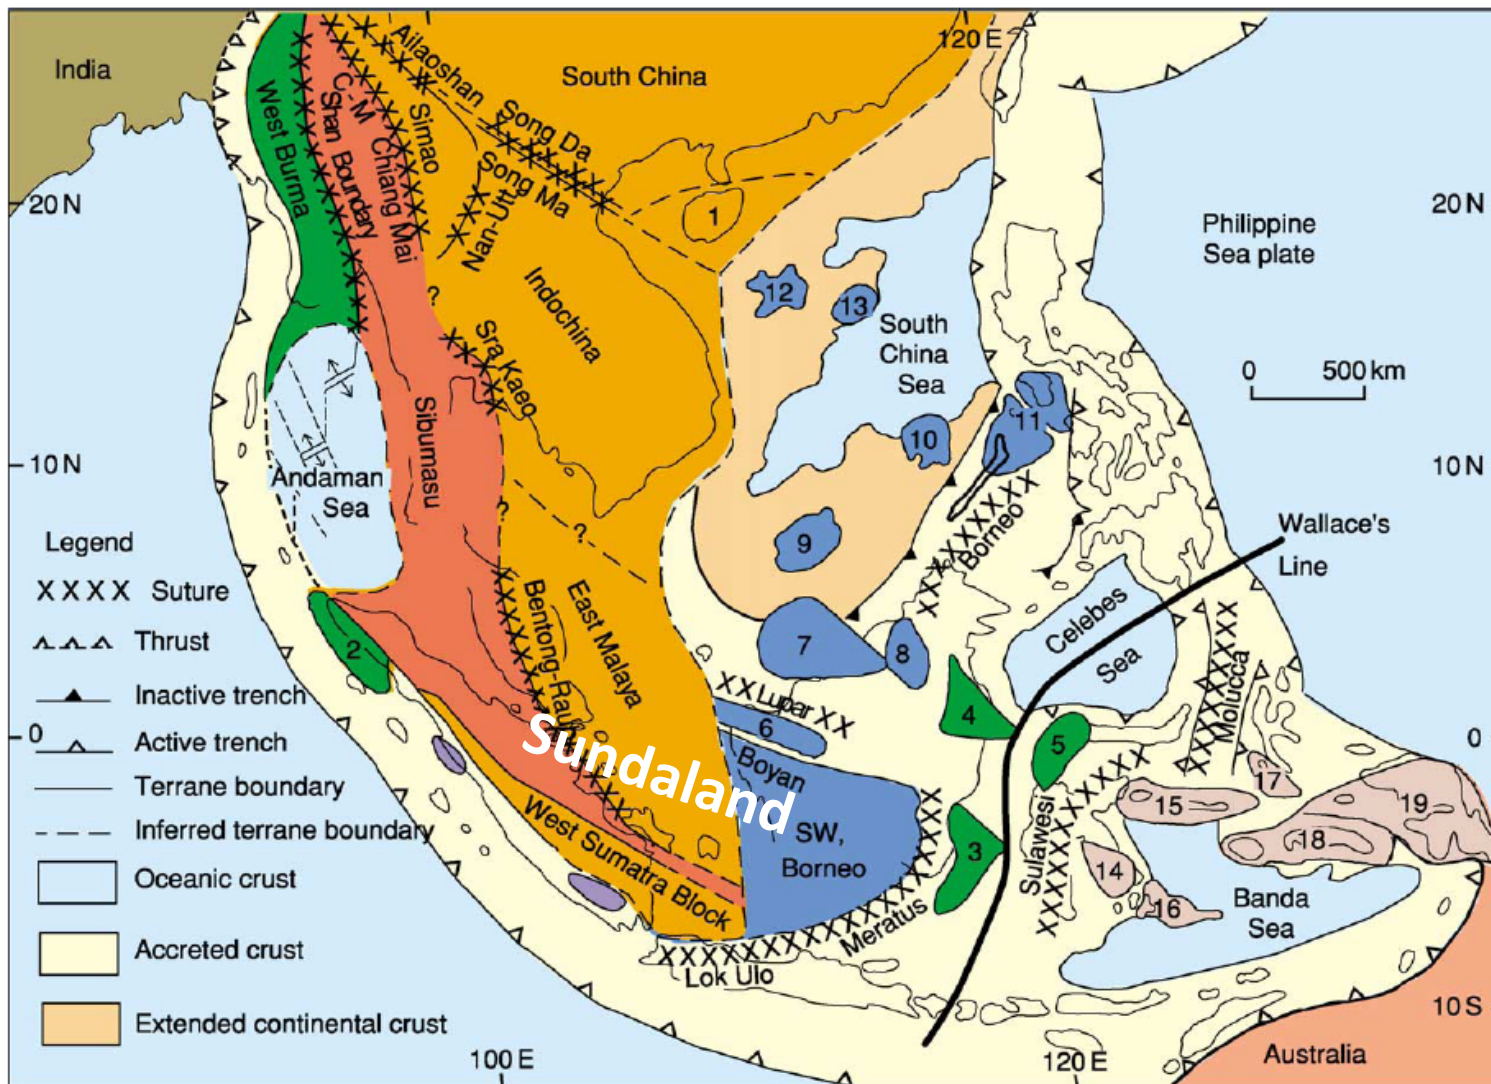 120 E
India
South China
Ailaoshan
Song Da
Song Ma
C-M
Simao
West Burma
Shan Boundary
Chiang Mai
Nan-Utt
20 N
20 N
1
Philippine
Sea plate
12
13
South
China
Sea
?
Indochina
Sra Kaeo
0
500 km
11
10
Sibumasu
10 N
10 N
Andaman
Sea
?
?
9
Borneo
Wallace's
Line
Legend
XXXX Suture
Thrust
Inactive trench
Active trench
Terrane boundary
Inferred terrane boundary
Oceanic crust
Accreted crust
Extended continental crust
2
Bentong-Raub
East Malaya
7
8
Celebes
Sea
Molucca
Lupar
6
4
5
0
0
Sundaland
Boyan
SW,
Borneo
West Sumatra Block
3
Sulawesi
15
17
19
18
14
16
Banda
Sea
Meratus
Lok Ulo
10 S
100 E
120 E
Australia